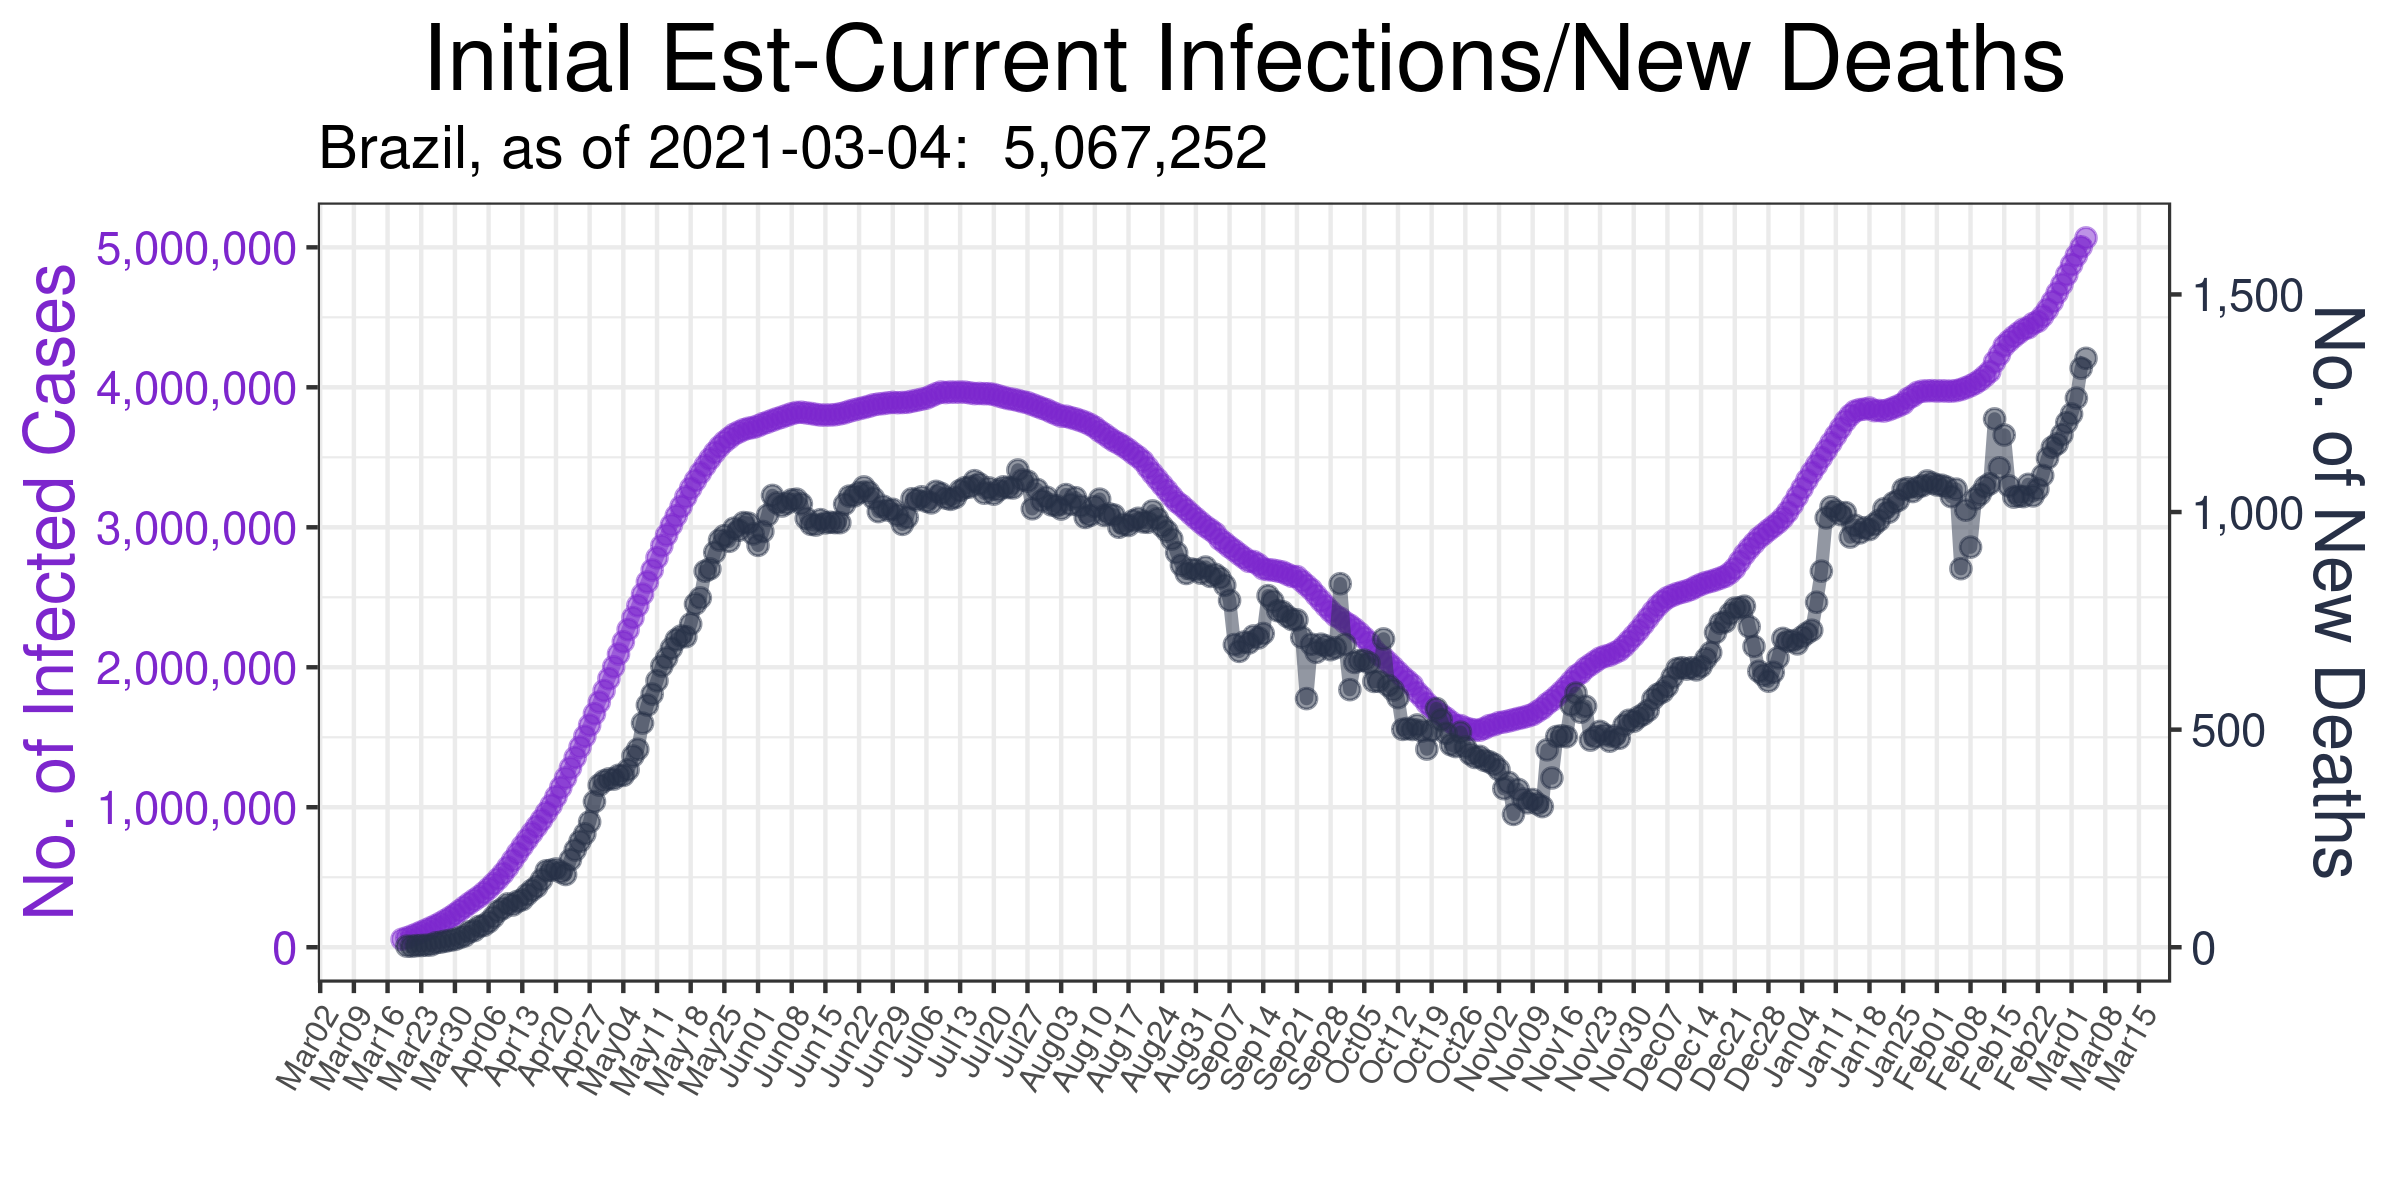 Initial Est-Current Infections/New Deaths
Brazil, as of 2021-03-04:  5,067,252
No. of Infected Cases
5,000,000
4,000,000
3,000,000
2,000,000
1,000,000
0
1,500
1,000
500
0
No. of New Deaths
Mar02
Mar09
Mar16
Mar23
Mar30
Apr06
Apr13
Apr20
Apr27
May04
May11
May18
May25
Jun01
Jun08
Jun15
Jun22
Jun29
Jul06
Jul13
Jul20
Jul27
Aug03
Aug10
Aug17
Aug24
Aug31
Sep07
Sep14
Sep21
Sep28
Oct05
Oct12
Oct19
Oct26
Nov02
Nov09
Nov16
Nov23
Nov30
Dec07
Dec14
Dec21
Dec28
Jan04
Jan11
Jan18
Jan25
Feb01
Feb08
Feb15
Feb22
Mar01
Mar08
Mar15